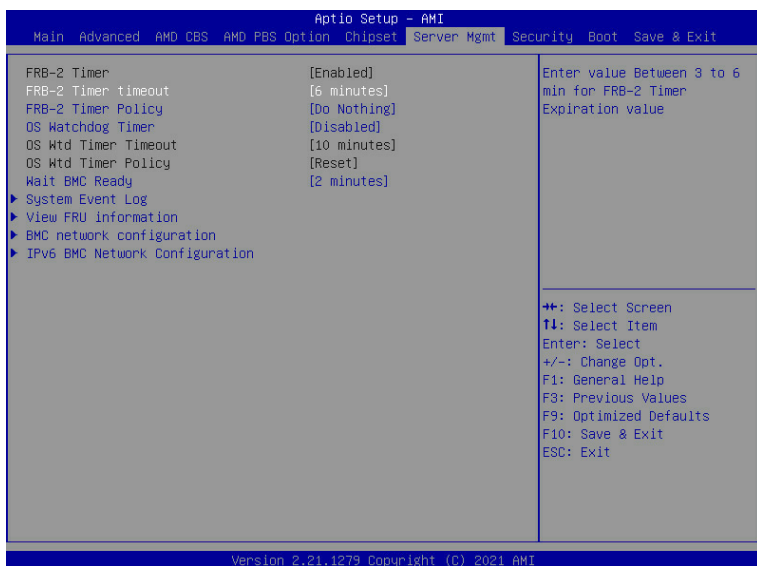 Aptio Setup – AMI
Main Advanced AMD CBS AMD PBS Option Chipset Server Mgmt Security Boot Save & Exit
FRB-2 Timer [Enabled]
FRB-2 Timer timeout [6 minutes]
FRB-2 Timer Policy [Do Nothing]
OS Watchdog Timer [Disabled]
OS Wtd Timer Timeout [10 minutes]
OS Wtd Timer Policy [Reset]
Wait BMC Ready [2 minutes]
System Event Log
View FRU information
BMC network configuration
IPv6 BMC Network Configuration
Enter value Between 3 to 6
min for FRB-2 Timer
Expiration value
→←: Select Screen
↑↓: Select Item
Enter: Select
+/-: Change Opt.
F1: General Help
F3: Previous Values
F9: Optimized Defaults
F10: Save & Exit
ESC: Exit
Version 2.21.1279 Copyright (C) 2021 AMI